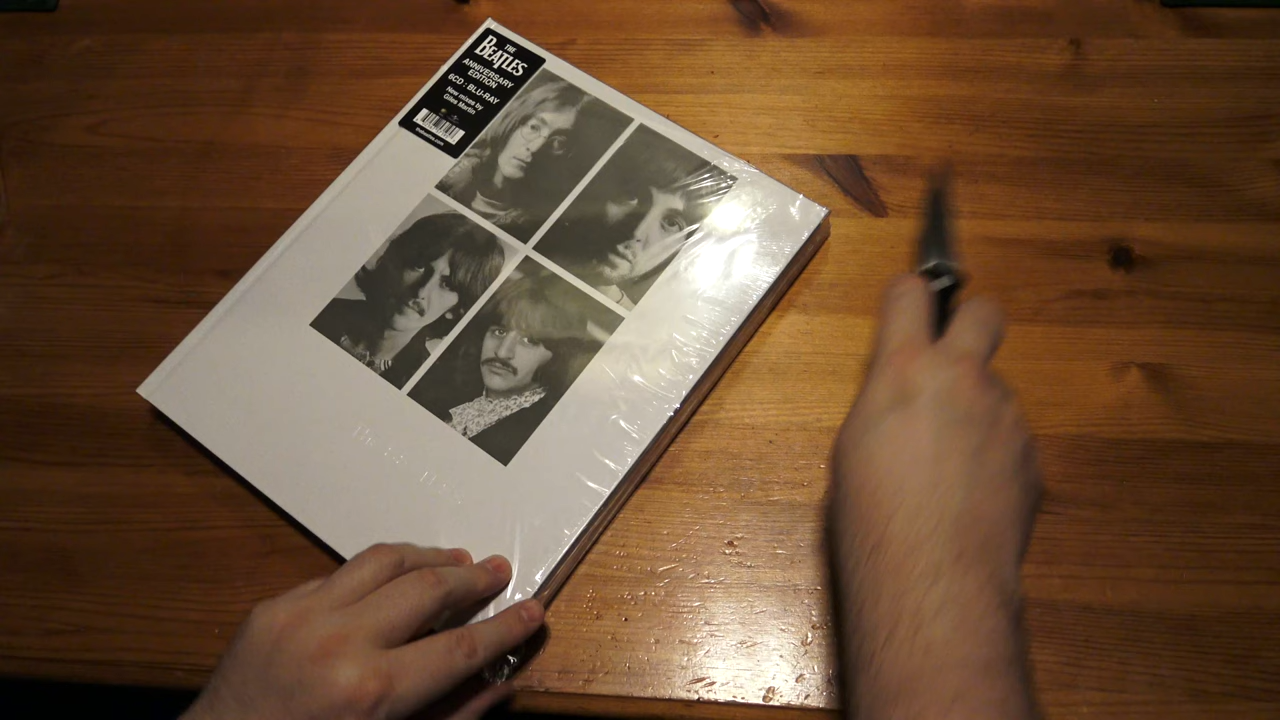 THE
BEATLES
ANNIVERSARY
EDITION
6CD : BLU-RAY
New mixes by
Giles Martin